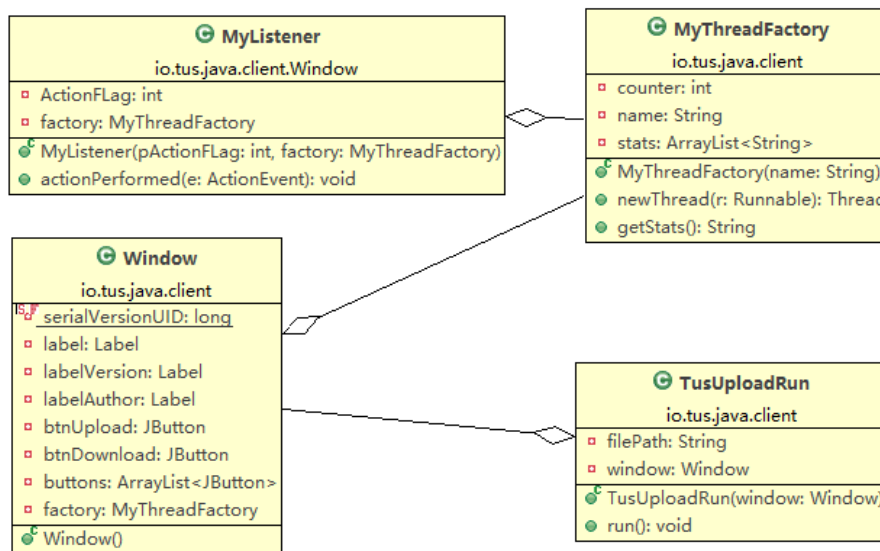 MyListener
io.tus.java.client.Window
ActionFLag: int
factory: MyThreadFactory
MyListener(pActionFLag: int, factory: MyThreadFactory)
actionPerformed(e: ActionEvent): void
MyThreadFactory
io.tus.java.client
counter: int
name: String
stats: ArrayList<String>
MyThreadFactory(name: String)
newThread(r: Runnable): Thread
getStats(): String
Window
io.tus.java.client
serialVersionUID: long
label: Label
labelVersion: Label
labelAuthor: Label
btnUpload: JButton
btnDownload: JButton
buttons: ArrayList<JButton>
factory: MyThreadFactory
Window()
TusUploadRun
io.tus.java.client
filePath: String
window: Window
TusUploadRun(window: Window)
run(): void